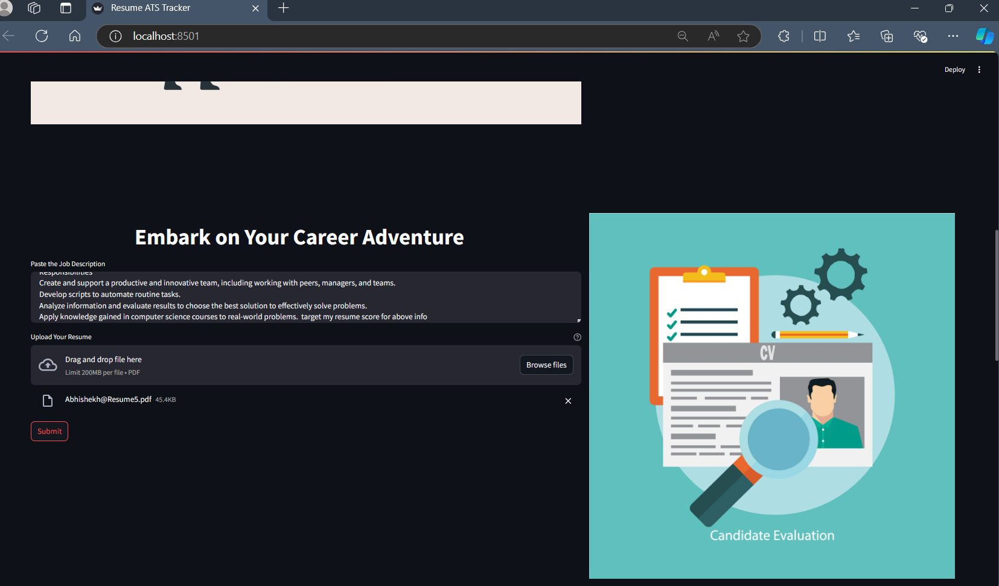 Resume ATS Tracker
localhost:8501
Deploy
Embark on Your Career Adventure
Paste the Job Description
Responsibilities
Create and support a productive and innovative team, including working with peers, managers, and teams.
Develop scripts to automate routine tasks.
Analyze information and evaluate results to choose the best solution to effectively solve problems.
Apply knowledge gained in computer science courses to real-world problems. target my resume score for above info
Upload Your Resume
Drag and drop file here
Limit 200MB per file • PDF
Browse files
Abhishekh@Resume5.pdf 45.4KB
Submit
CV
Candidate Evaluation